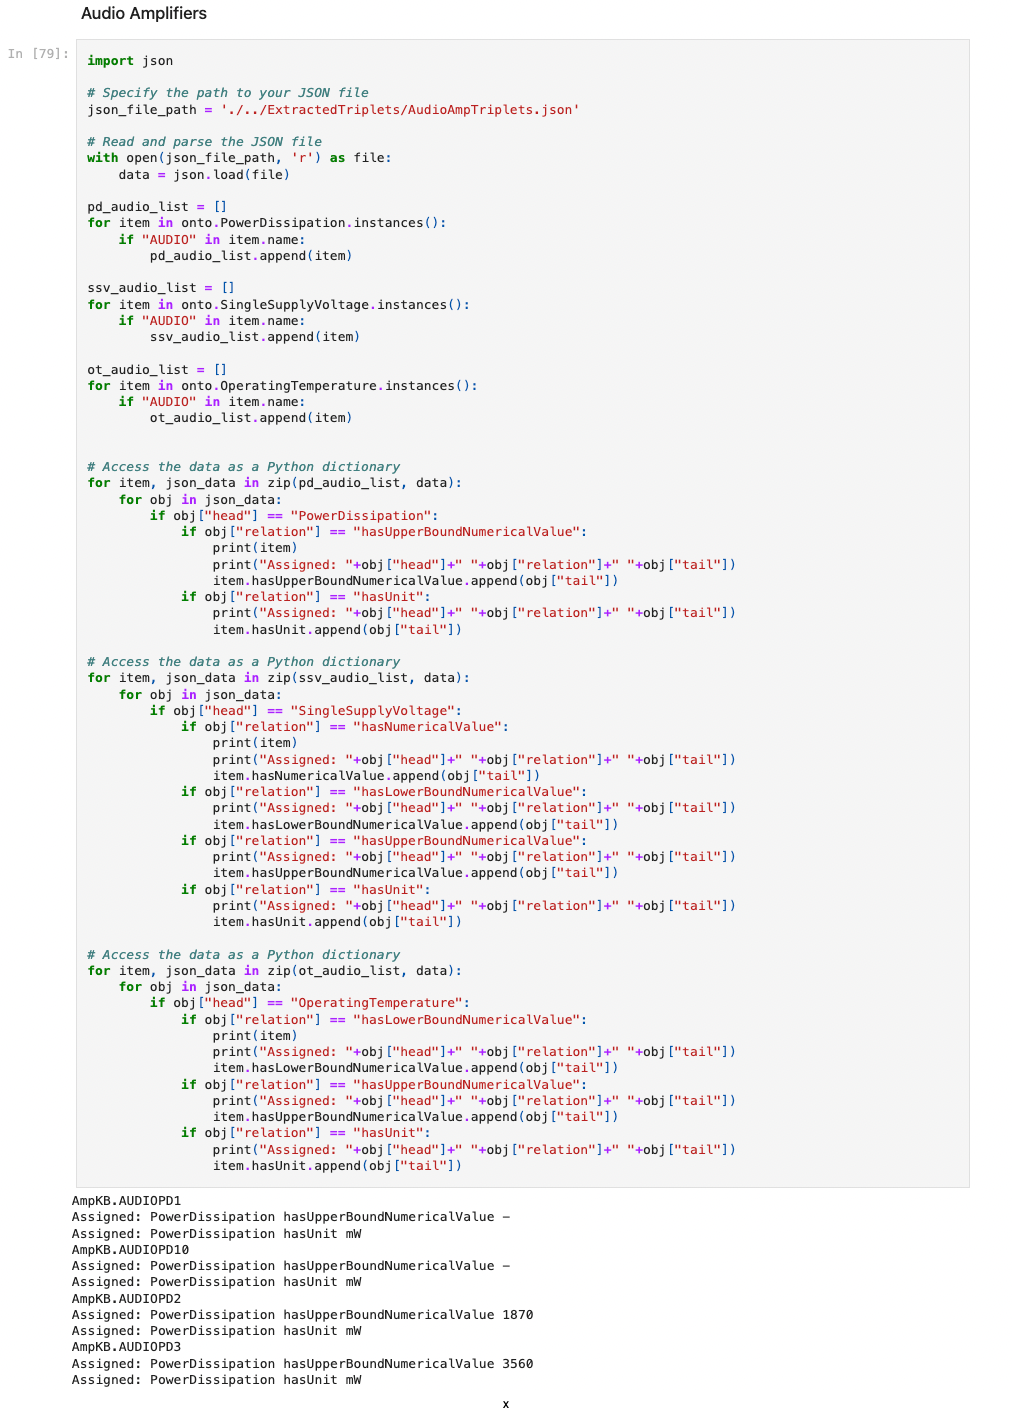 Audio Amplifiers
In [79]:
import json
# Specify the path to your JSON file
json_file_path = './../ExtractedTriplets/AudioAmpTriplets.json'
# Read and parse the JSON file
with open(json_file_path, 'r') as file:
    data = json.load(file)
pd_audio_list = []
for item in onto.PowerDissipation.instances():
    if "AUDIO" in item.name:
        pd_audio_list.append(item)
ssv_audio_list = []
for item in onto.SingleSupplyVoltage.instances():
    if "AUDIO" in item.name:
        ssv_audio_list.append(item)
ot_audio_list = []
for item in onto.OperatingTemperature.instances():
    if "AUDIO" in item.name:
        ot_audio_list.append(item)
# Access the data as a Python dictionary
for item, json_data in zip(pd_audio_list, data):
    for obj in json_data:
        if obj["head"] == "PowerDissipation":
            if obj["relation"] == "hasUpperBoundNumericalValue":
                print(item)
                print("Assigned: "+obj["head"]+" "+obj["relation"]+" "+obj["tail"])
                item.hasUpperBoundNumericalValue.append(obj["tail"])
            if obj["relation"] == "hasUnit":
                print("Assigned: "+obj["head"]+" "+obj["relation"]+" "+obj["tail"])
                item.hasUnit.append(obj["tail"])
# Access the data as a Python dictionary
for item, json_data in zip(ssv_audio_list, data):
    for obj in json_data:
        if obj["head"] == "SingleSupplyVoltage":
            if obj["relation"] == "hasNumericalValue":
                print(item)
                print("Assigned: "+obj["head"]+" "+obj["relation"]+" "+obj["tail"])
                item.hasNumericalValue.append(obj["tail"])
            if obj["relation"] == "hasLowerBoundNumericalValue":
                print("Assigned: "+obj["head"]+" "+obj["relation"]+" "+obj["tail"])
                item.hasLowerBoundNumericalValue.append(obj["tail"])
            if obj["relation"] == "hasUpperBoundNumericalValue":
                print("Assigned: "+obj["head"]+" "+obj["relation"]+" "+obj["tail"])
                item.hasUpperBoundNumericalValue.append(obj["tail"])
            if obj["relation"] == "hasUnit":
                print("Assigned: "+obj["head"]+" "+obj["relation"]+" "+obj["tail"])
                item.hasUnit.append(obj["tail"])
# Access the data as a Python dictionary
for item, json_data in zip(ot_audio_list, data):
    for obj in json_data:
        if obj["head"] == "OperatingTemperature":
            if obj["relation"] == "hasLowerBoundNumericalValue":
                print(item)
                print("Assigned: "+obj["head"]+" "+obj["relation"]+" "+obj["tail"])
                item.hasLowerBoundNumericalValue.append(obj["tail"])
            if obj["relation"] == "hasUpperBoundNumericalValue":
                print("Assigned: "+obj["head"]+" "+obj["relation"]+" "+obj["tail"])
                item.hasUpperBoundNumericalValue.append(obj["tail"])
            if obj["relation"] == "hasUnit":
                print("Assigned: "+obj["head"]+" "+obj["relation"]+" "+obj["tail"])
                item.hasUnit.append(obj["tail"])
AmpKB.AUDIOPD1
Assigned: PowerDissipation hasUpperBoundNumericalValue –
Assigned: PowerDissipation hasUnit mW
AmpKB.AUDIOPD10
Assigned: PowerDissipation hasUpperBoundNumericalValue –
Assigned: PowerDissipation hasUnit mW
AmpKB.AUDIOPD2
Assigned: PowerDissipation hasUpperBoundNumericalValue 1870
Assigned: PowerDissipation hasUnit mW
AmpKB.AUDIOPD3
Assigned: PowerDissipation hasUpperBoundNumericalValue 3560
Assigned: PowerDissipation hasUnit mW
x